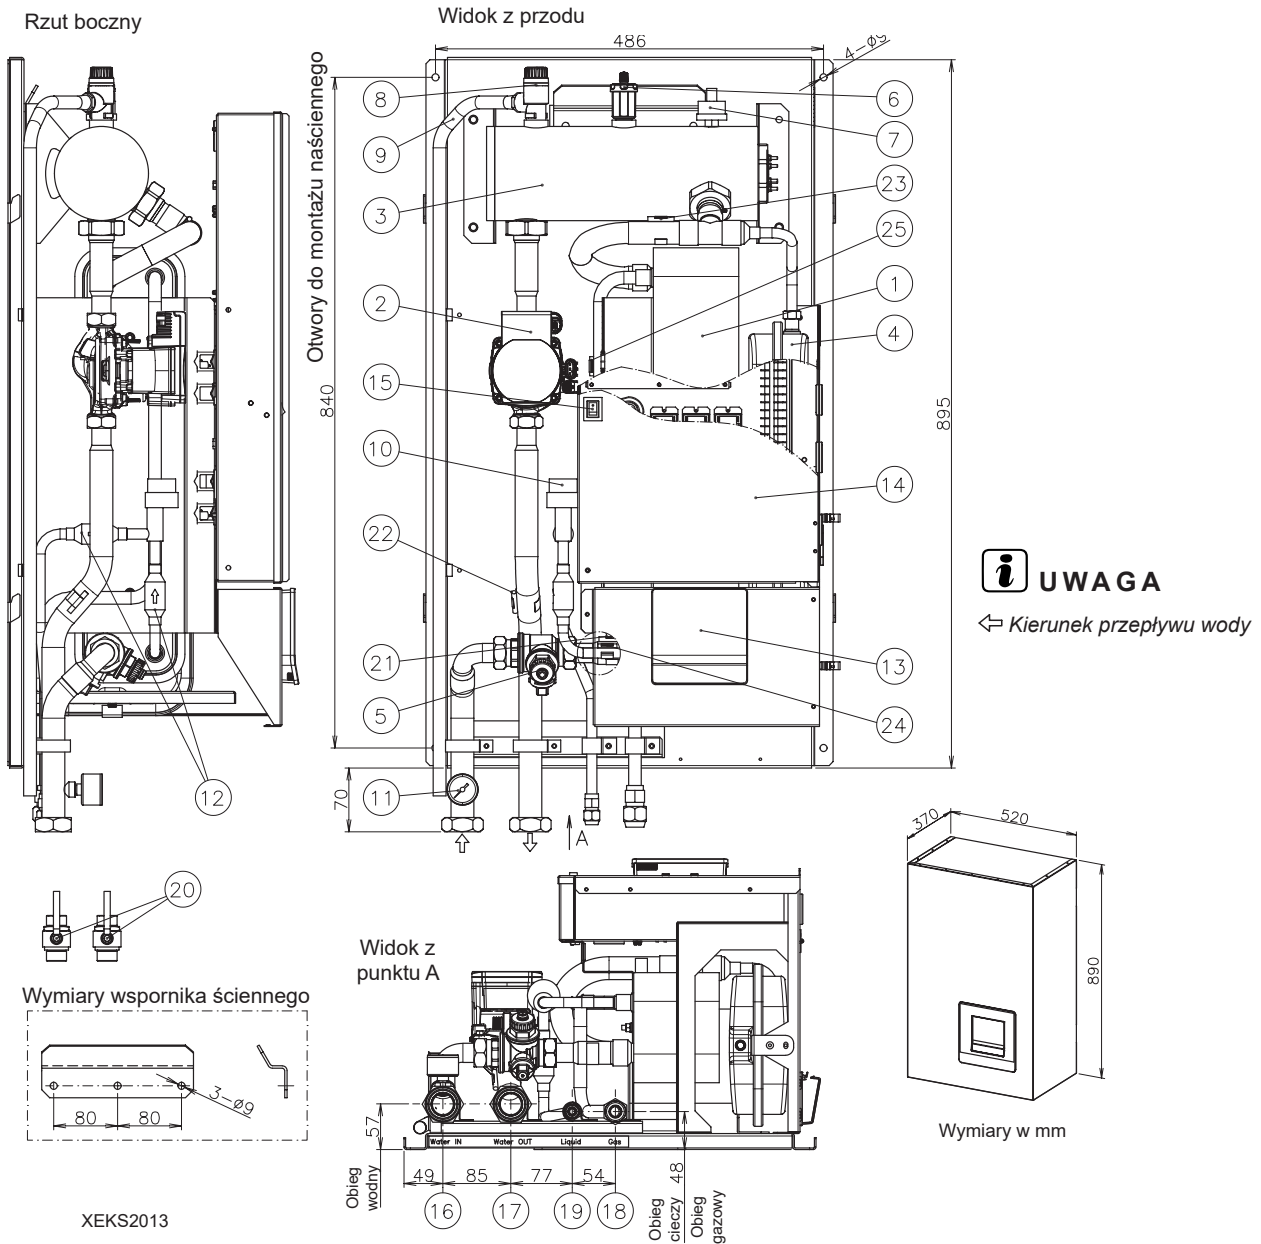 Rzut boczny
Widok z przodu
486
4-ø9
Otwory do montażu naściennego
840
895
70
8
9
3
2
15
10
22
21
5
11
6
7
23
25
1
4
14
13
24
12
A
i UWAGA
Kierunek przepływu wody
20
Wymiary wspornika ściennego
80
80
3-ø9
XEKS2013
Widok z
punktu A
57
Obieg
wodny
Water IN
Water OUT
Liquid
Gas
49
85
77
54
48
16
17
19
18
Obieg
cieczy
Obieg
gazowy
370
520
890
Wymiary w mm